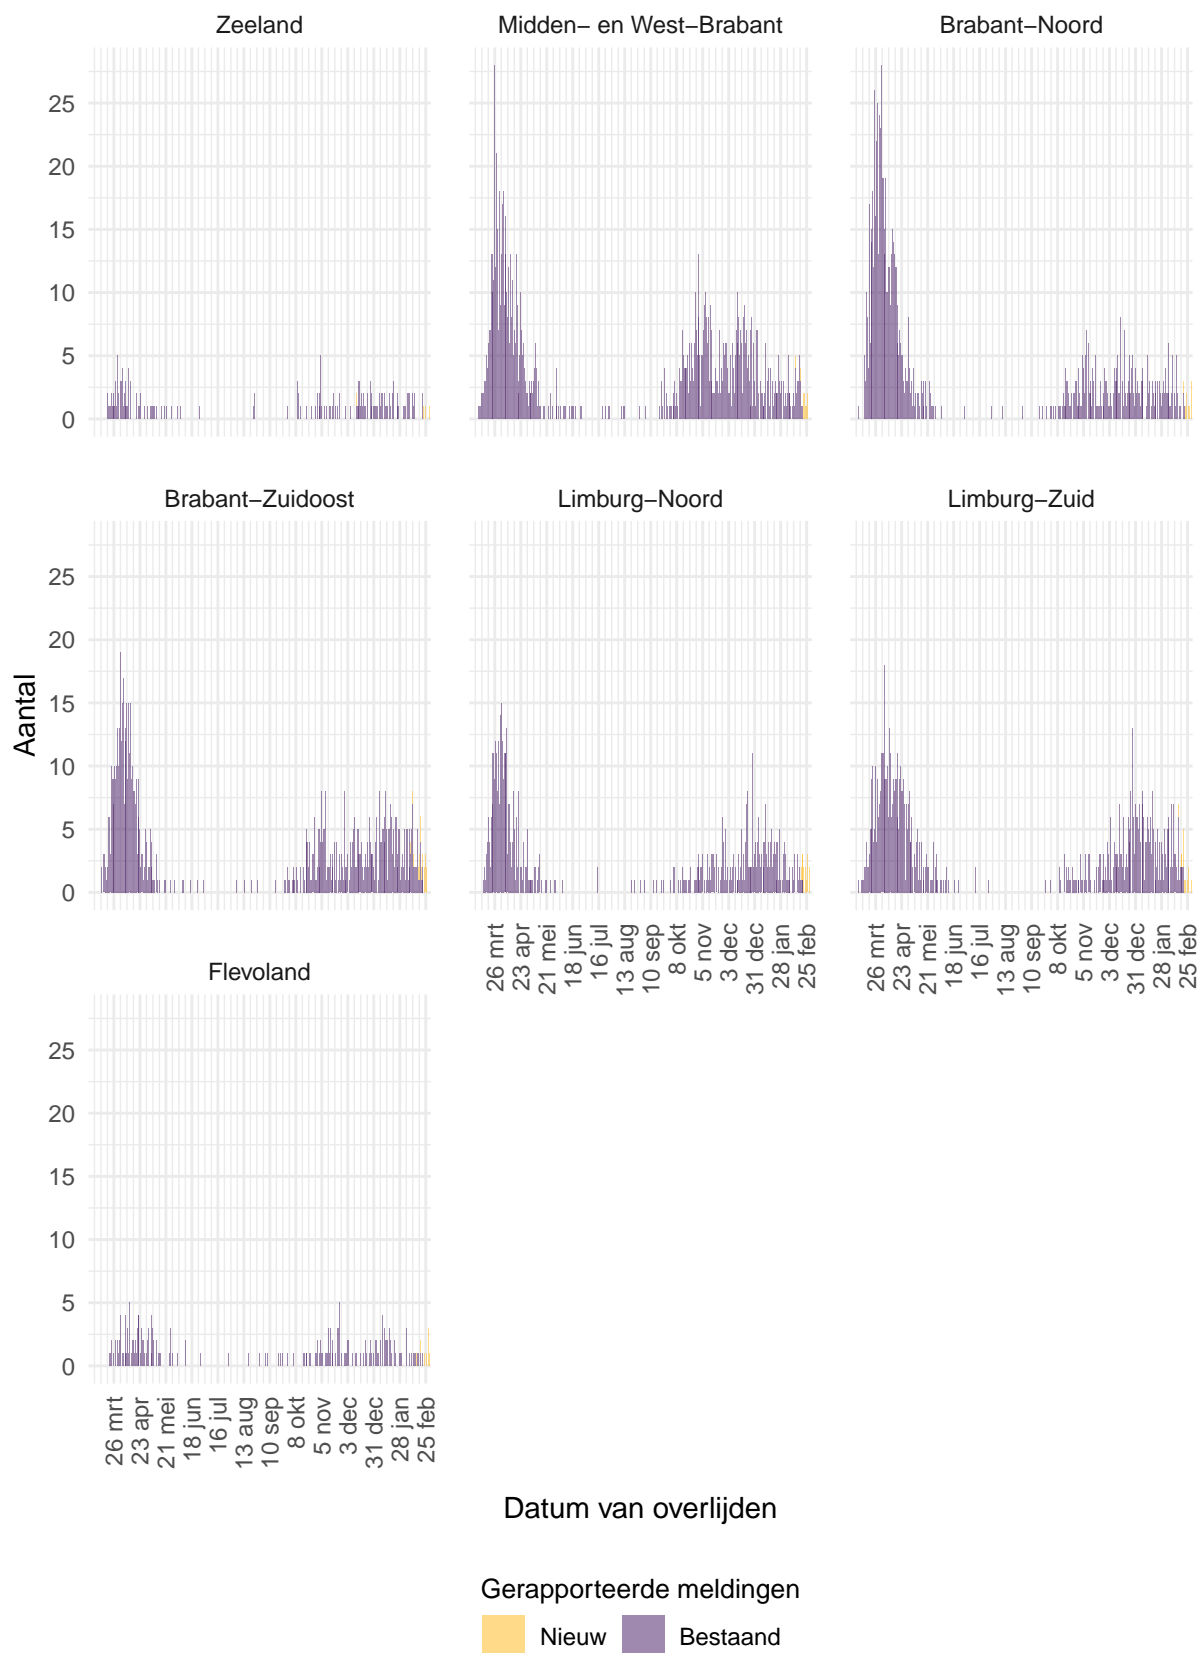 Zeeland
Midden− en West−Brabant
Brabant−Noord
25
20
15
10
5
0
Brabant−Zuidoost
Limburg−Noord
Limburg−Zuid
25
20
15
10
5
0
Aantal
26 mrt
23 apr
21 mei
18 jun
16 jul
13 aug
10 sep
8 okt
5 nov
3 dec
31 dec
28 jan
25 feb
26 mrt
23 apr
21 mei
18 jun
16 jul
13 aug
10 sep
8 okt
5 nov
3 dec
31 dec
28 jan
25 feb
Flevoland
25
20
15
10
5
0
26 mrt
23 apr
21 mei
18 jun
16 jul
13 aug
10 sep
8 okt
5 nov
3 dec
31 dec
28 jan
25 feb
Datum van overlijden
Gerapporteerde meldingen
Nieuw
Bestaand